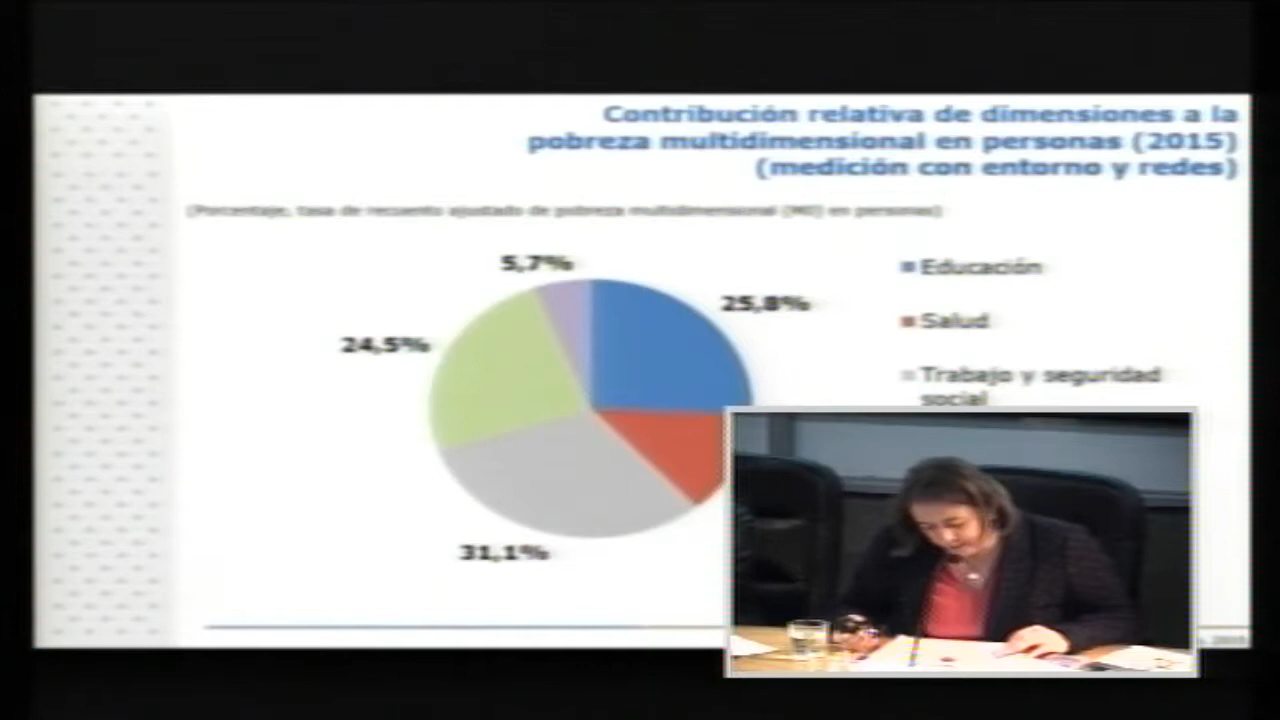 Contribución relativa de dimensiones a la
pobreza multidimensional en personas (2015)
(medición con entorno y redes)
(Porcentaje, tasa de recuento ajustado de pobreza multidimensional (M0) en personas)
5,7%
25,8%
24,5%
31,1%
Educación
Salud
Trabajo y seguridad
social